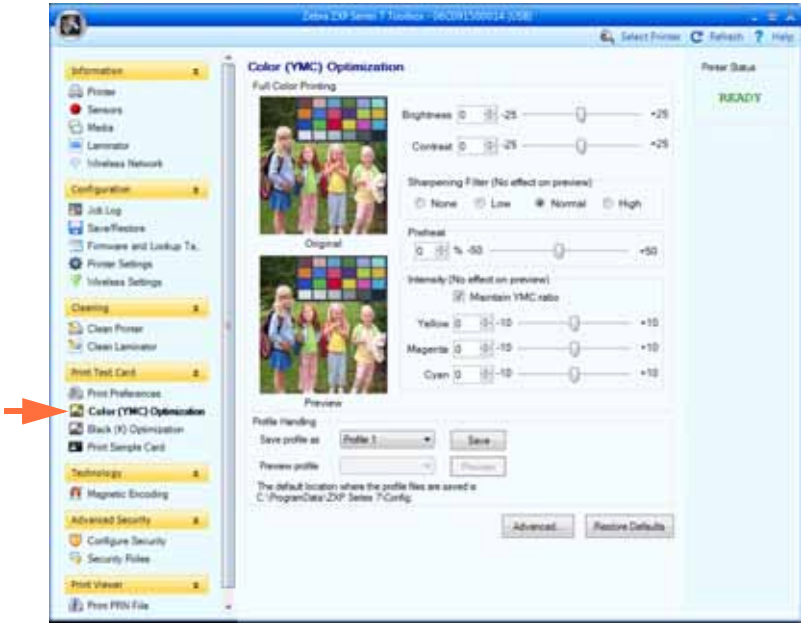 Zebra ZXP Series 7 Toolbox - 06C091500014 (USB)
Select Printer Refresh ? Help
Information
Printer
Sensors
Media
Laminator
Wireless Network
Configuration
Job Log
Save/Restore
Firmware and Lookup Ta..
Printer Settings
Wireless Settings
Cleaning
Clean Printer
Clean Laminator
Print Test Card
Print Preferences
Color (YMC) Optimization
Black (K) Optimization
Print Sample Card
Technology
Magnetic Encoding
Advanced Security
Configure Security
Security Roles
Print Viewer
Print PRN File
Color (YMC) Optimization
Full Color Printing
Original
Preview
Brightness 0 -25 +25
Contrast 0 -25 +25
Sharpening Filter (No effect on preview)
None Low Normal High
Preheat
0 % -50 +50
Intensity (No effect on preview)
Maintain YMC ratio
Yellow 0 -10 +10
Magenta 0 -10 +10
Cyan 0 -10 +10
Profile Handling
Save profile as Profile 1 Save
Preview profile Preview
The default location where the profile files are saved is
C:\ProgramData\ZXP Series 7\Config.
Advanced... Restore Defaults
Printer Status
READY